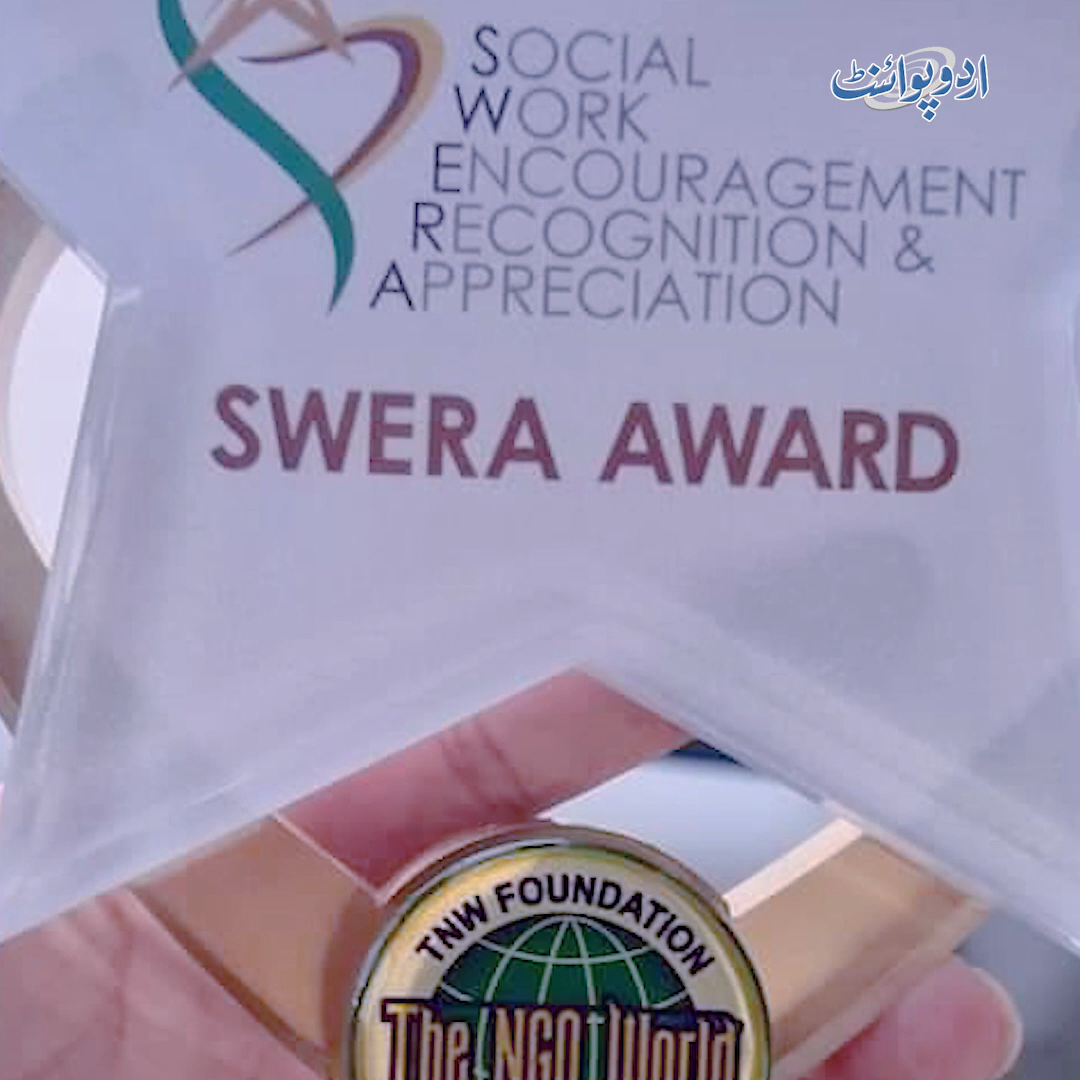 SOCIAL
اردو پوائنٹ
WORK
ENCOURAGEMENT
RECOGNITION &
APPRECIATION
SWERA AWARD
TNW FOUNDATION
The NGO World